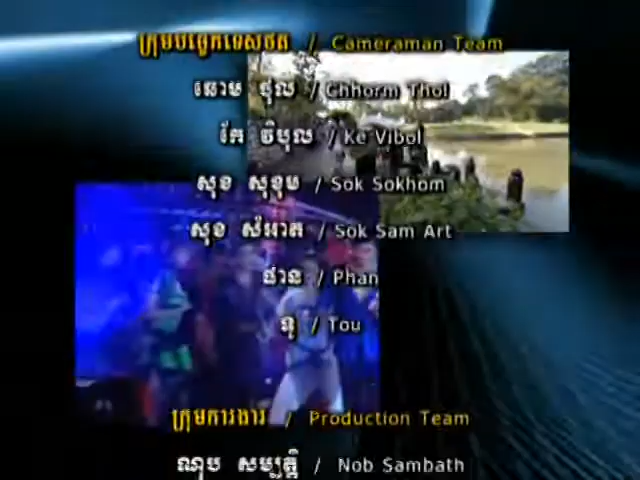 ក្រុមបច្ចេកទេសថត / Cameraman Team
ឆោម ថុល / Chhorm Thol
កែ វិបុល / Ke Vibol
សុខ សុខុម / Sok Sokhom
សុខ សំអាត / Sok Sam Art
ផាន / Phan
ទូ / Tou
ក្រុមការងារ / Production Team
ណុប សម្បត្តិ / Nob Sambath